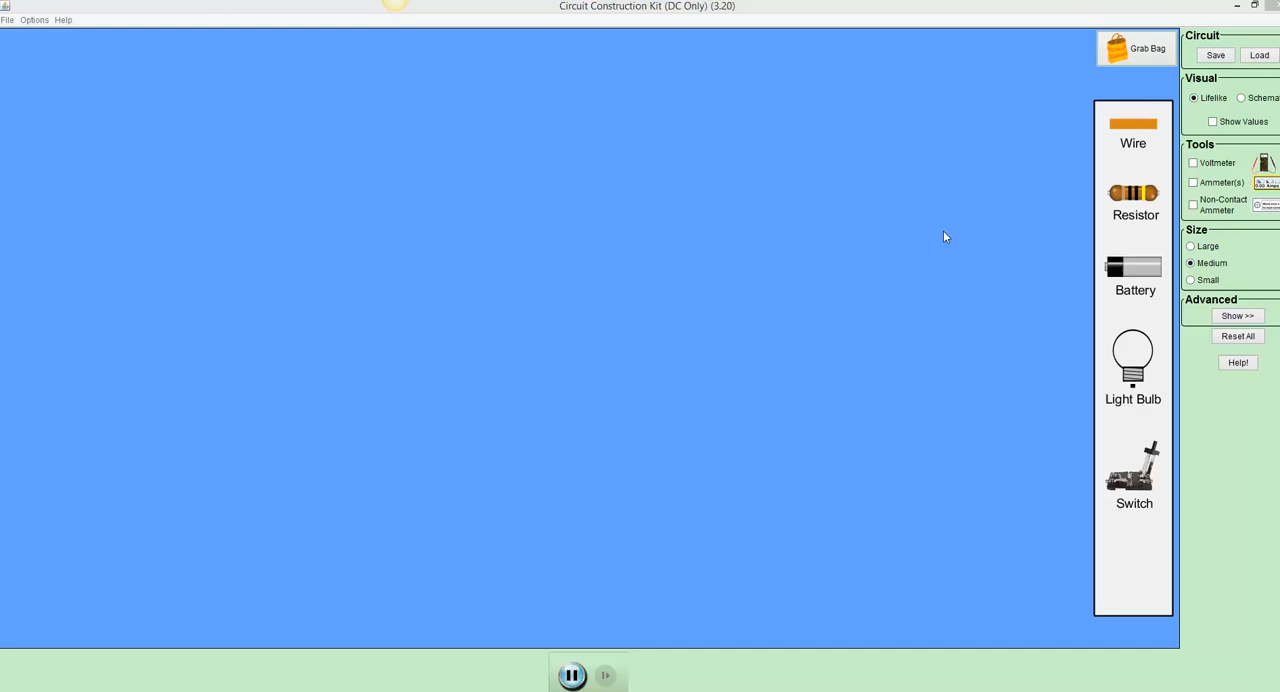 Circuit Construction Kit (DC Only) (3.20)
File Options Help
Grab Bag
Wire
Resistor
Battery
Light Bulb
Switch
Circuit
Save Load
Visual
Lifelike Schema
Show Values
Tools
Voltmeter
Ammeter(s)
Non-Contact
Ammeter
Size
Large
Medium
Small
Advanced
Show >>
Reset All
Help!